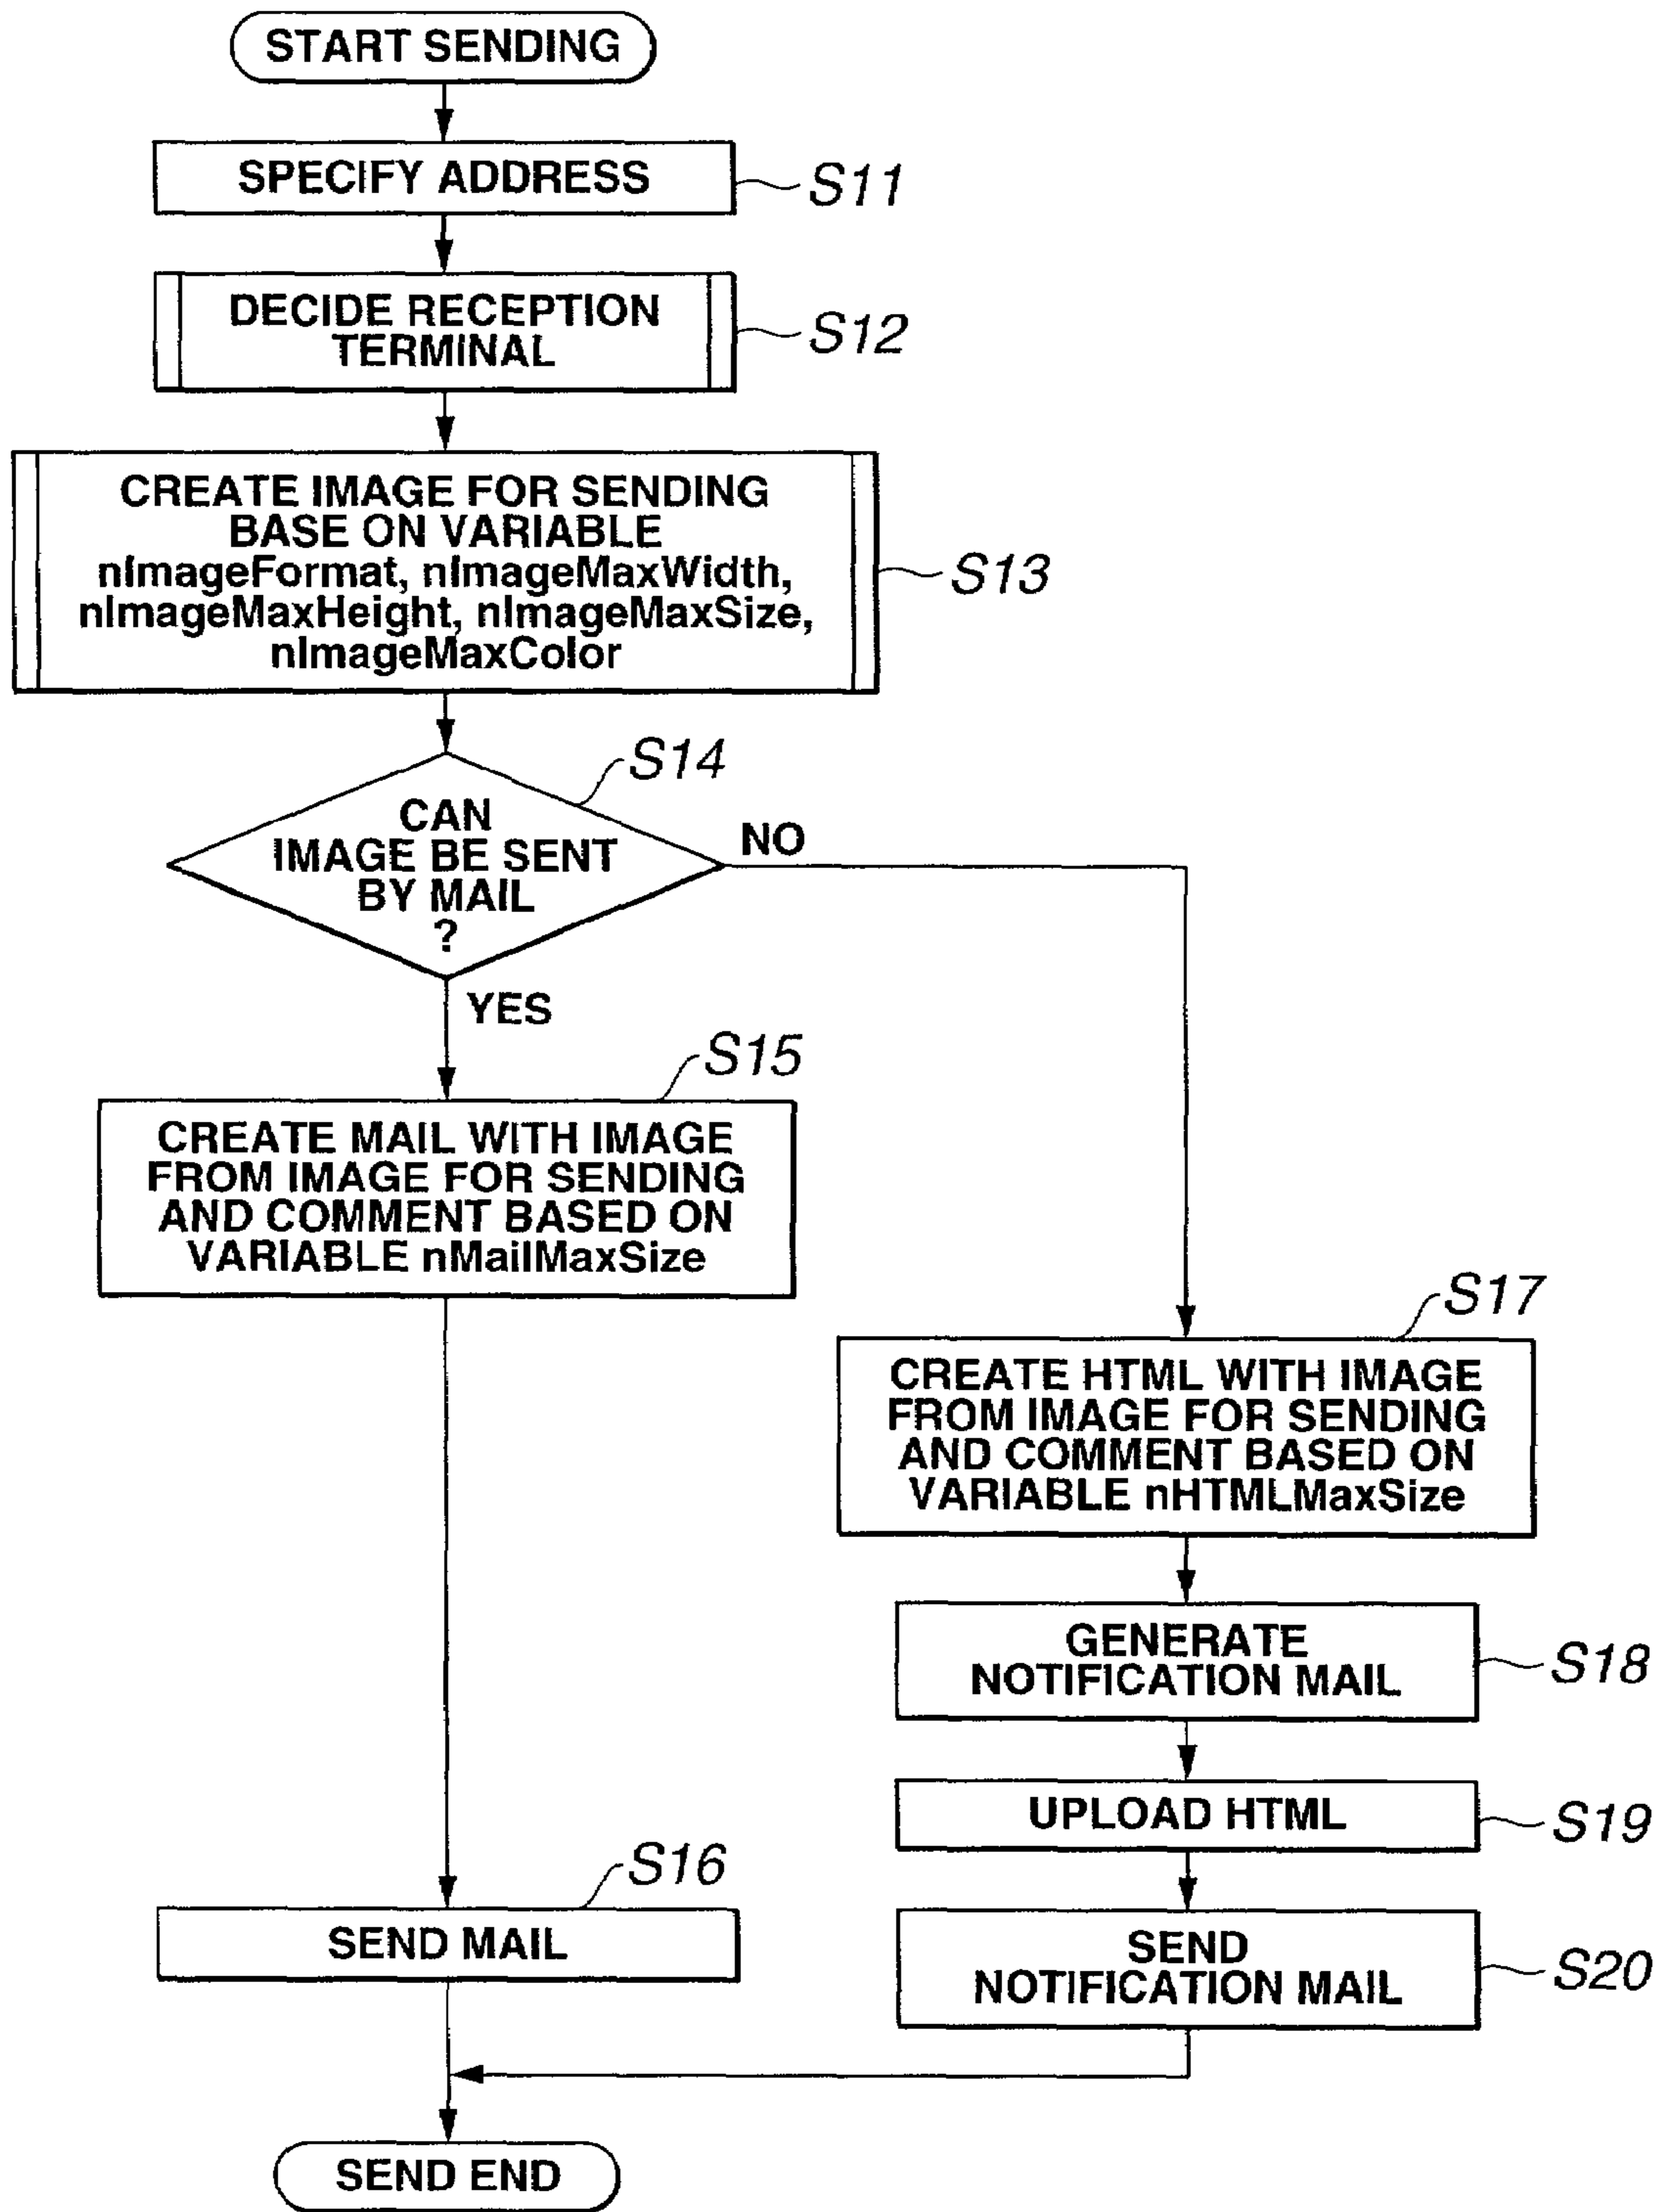 START SENDING
SPECIFY ADDRESS
S11
DECIDE RECEPTION
TERMINAL
S12
CREATE IMAGE FOR SENDING
BASE ON VARIABLE
nImageFormat, nImageMaxWidth,
nImageMaxHeight, nImageMaxSize,
nImageMaxColor
S13
S14
CAN
IMAGE BE SENT
BY MAIL
?
NO
YES
S15
CREATE MAIL WITH IMAGE
FROM IMAGE FOR SENDING
AND COMMENT BASED ON
VARIABLE nMailMaxSize
S17
CREATE HTML WITH IMAGE
FROM IMAGE FOR SENDING
AND COMMENT BASED ON
VARIABLE nHTMLMaxSize
GENERATE
NOTIFICATION MAIL
S18
UPLOAD HTML
S19
S16
SEND MAIL
SEND
NOTIFICATION MAIL
S20
SEND END